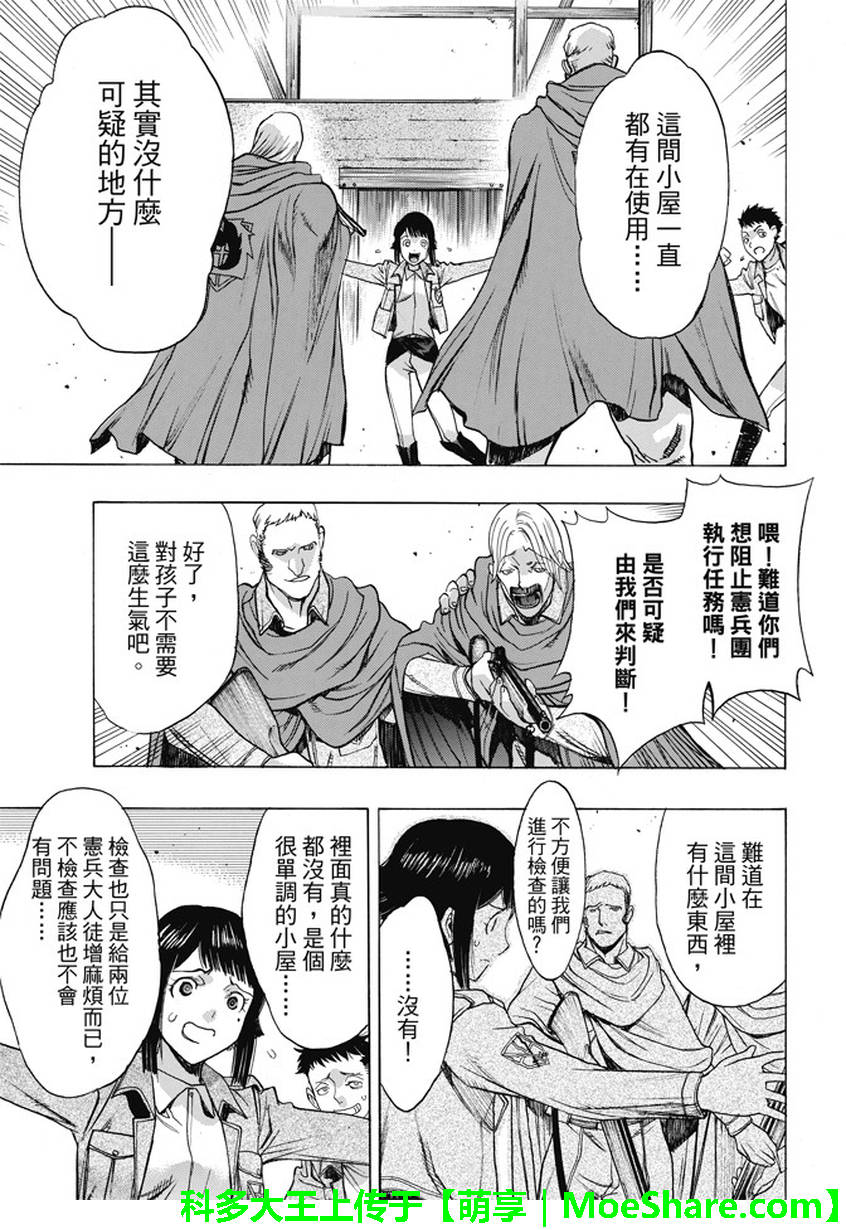 這間小屋一直
都有在使用……
其實沒什麼
可疑的地方——
喂！難道你們
想阻止憲兵團
執行任務嗎！
是否可疑
由我們來判斷！
好了，
對孩子不需要
這麼生氣吧。
難道在
這間小屋裡
有什麼東西，
不方便讓我們
進行檢查的嗎？
……沒有！
裡面真的什麼
都沒有，是個
很單調的小屋……
檢查也只是給兩位
憲兵大人徒增麻煩而已，
不檢查應該也不會
有問題……
科多大王上传于【萌享｜MoeShare.com】